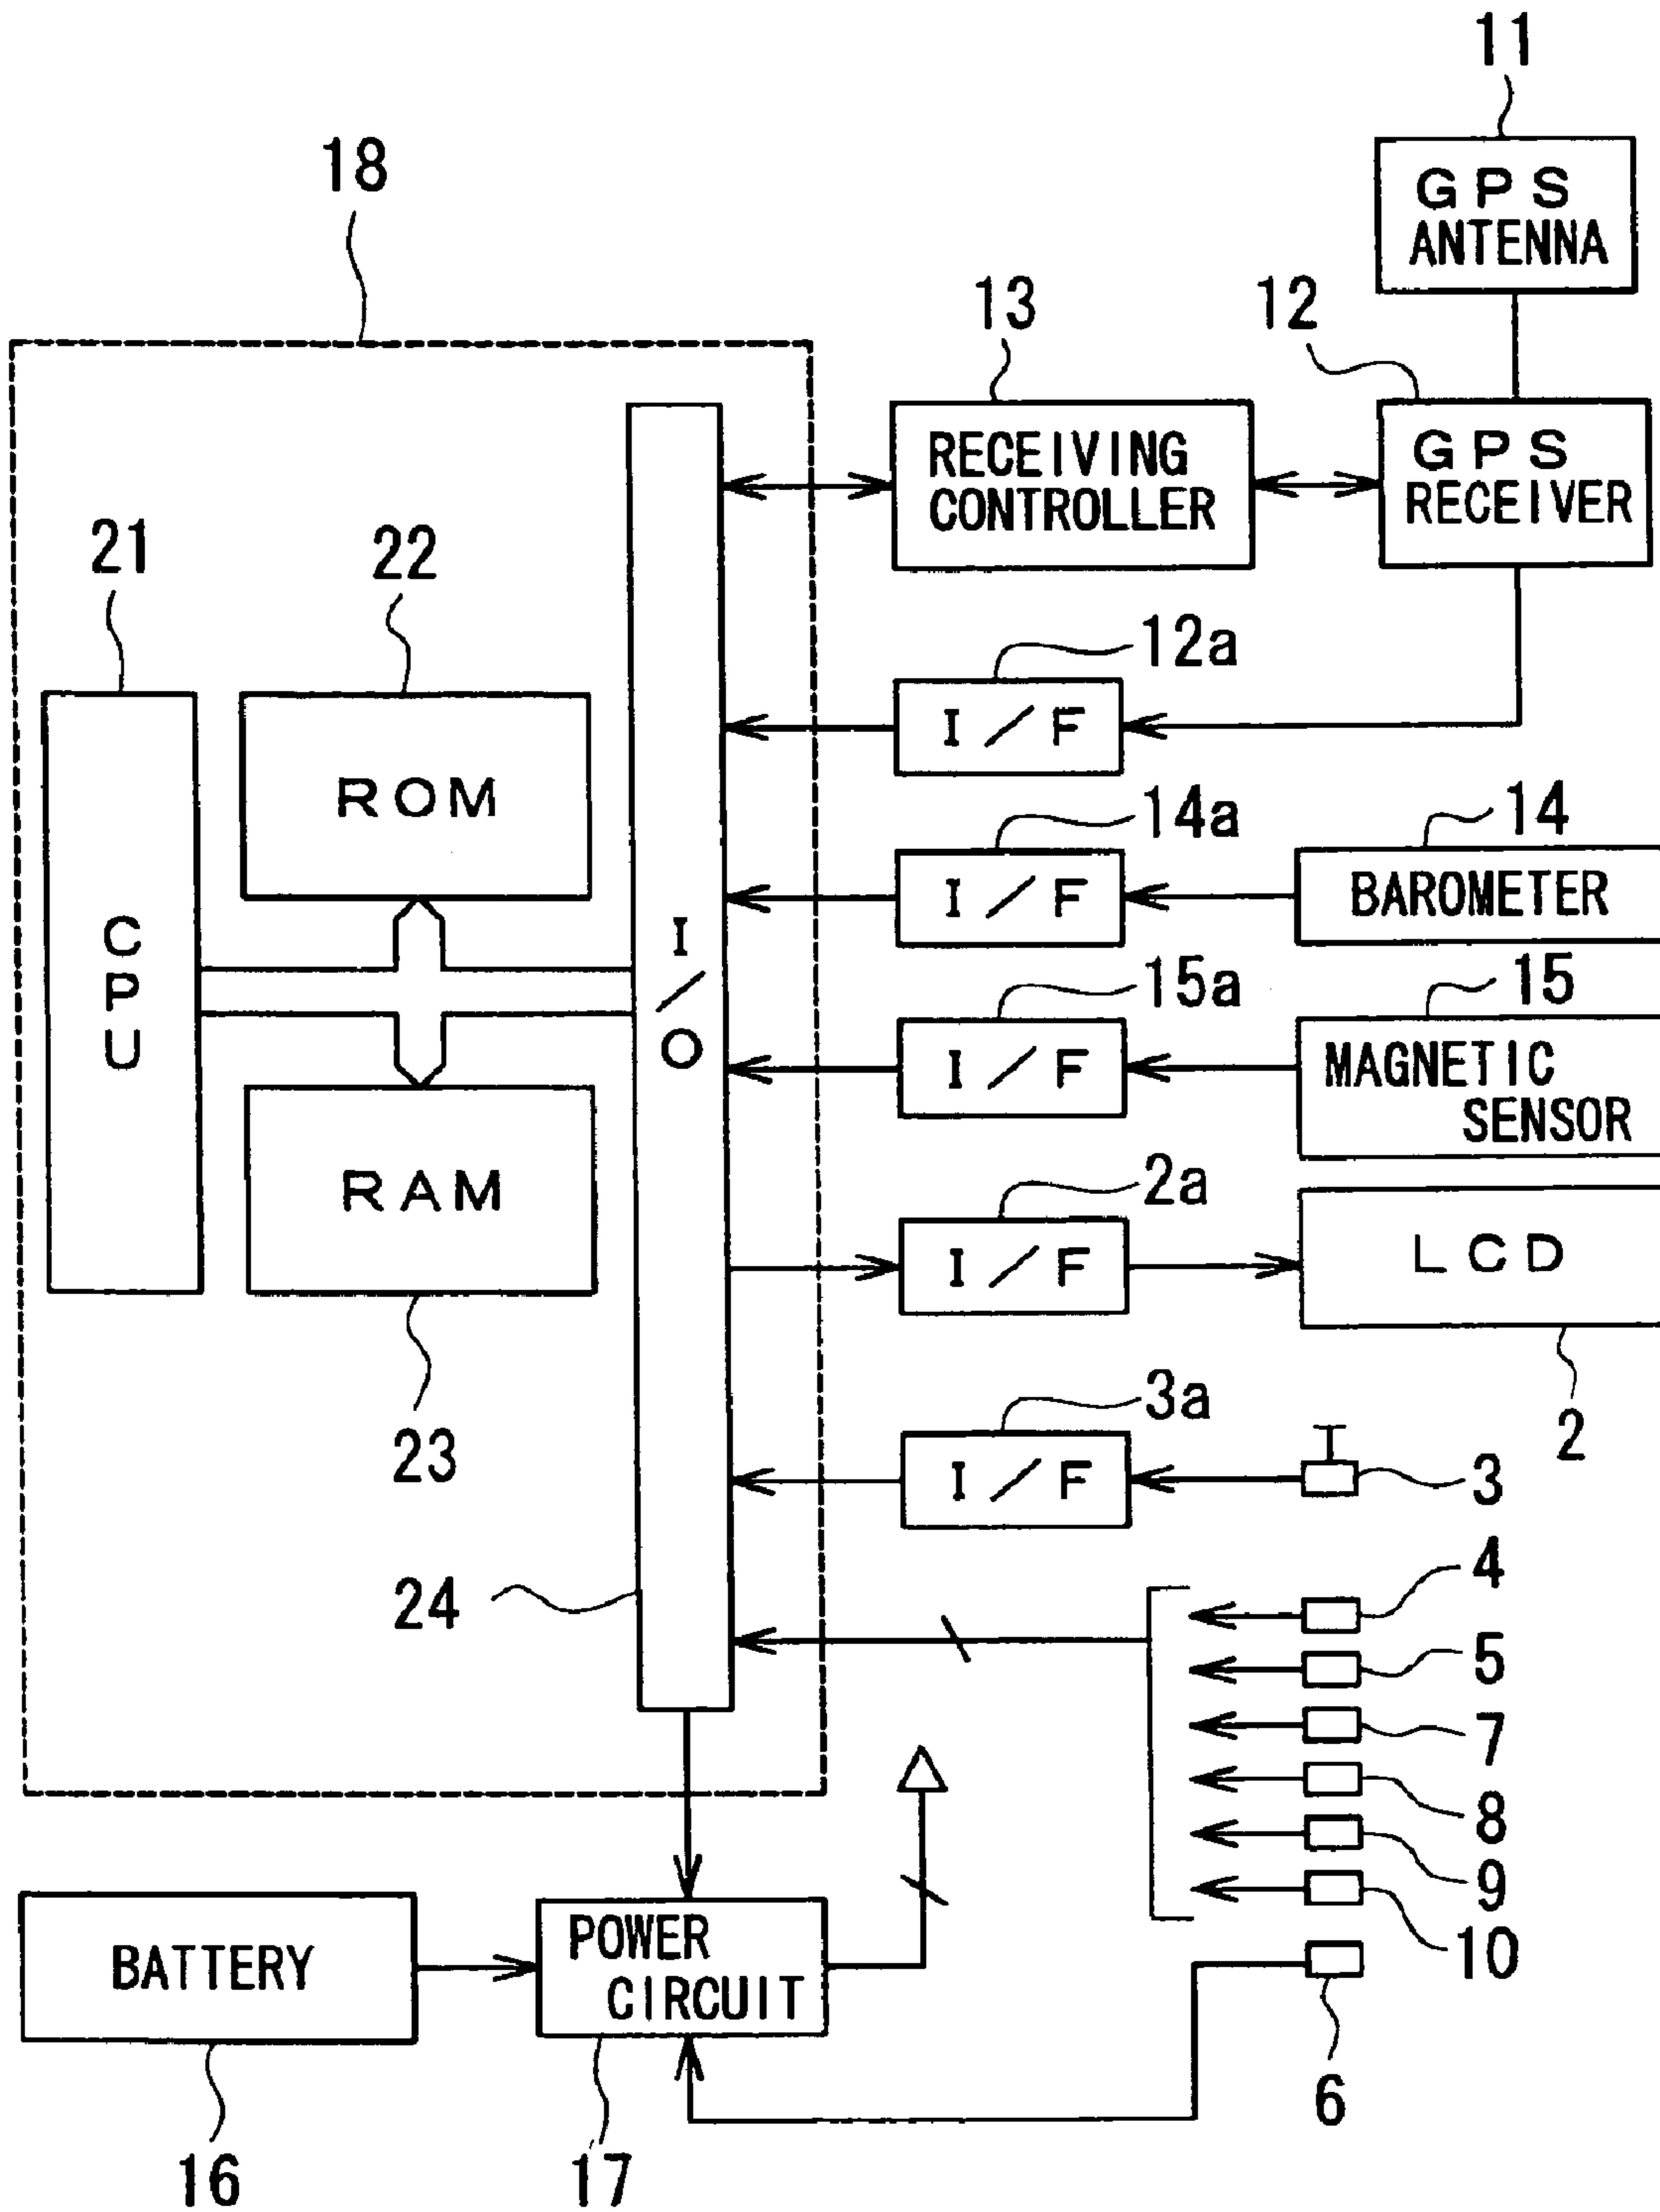 11
18
GPS
ANTENNA
13
12
RECEIVING
CONTROLLER
GPS
RECEIVER
21
22
12a
I/F
ROM
14a
14
I/F
BAROMETER
CPU
I/O
15a
15
I/F
MAGNETIC
SENSOR
RAM
2a
I/F
LCD
23
3a
2
I/F
3
24
4
5
7
8
9
10
BATTERY
POWER
CIRCUIT
6
16
17